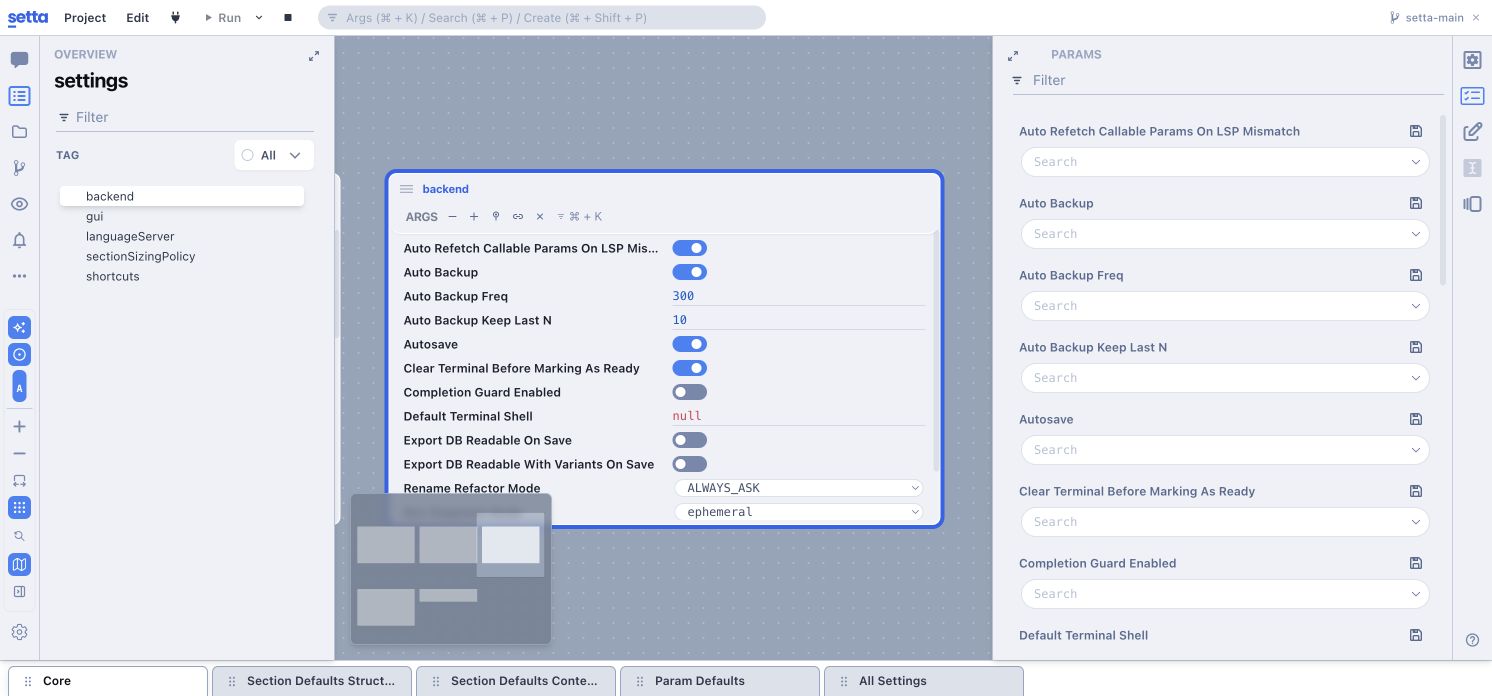 setta
Project
Edit
Run
Args (⌘ + K) / Search (⌘ + P) / Create (⌘ + Shift + P)
setta-main
OVERVIEW
settings
Filter
TAG
All
backend
gui
languageServer
sectionSizingPolicy
shortcuts
A
backend
ARGS
⌘ + K
Auto Refetch Callable Params On LSP Mis...
Auto Backup
Auto Backup Freq
300
Auto Backup Keep Last N
10
Autosave
Clear Terminal Before Marking As Ready
Completion Guard Enabled
Default Terminal Shell
null
Export DB Readable On Save
Export DB Readable With Variants On Save
Rename Refactor Mode
ALWAYS_ASK
ephemeral
PARAMS
Filter
Auto Refetch Callable Params On LSP Mismatch
Search
Auto Backup
Search
Auto Backup Freq
Search
Auto Backup Keep Last N
Search
Autosave
Search
Clear Terminal Before Marking As Ready
Search
Completion Guard Enabled
Search
Default Terminal Shell
Core
Section Defaults Struct...
Section Defaults Conte...
Param Defaults
All Settings